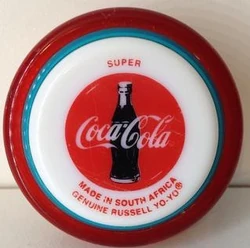 SUPER
Coca-Cola
MADE IN SOUTH AFRICA
GENUINE RUSSELL YO-YO®